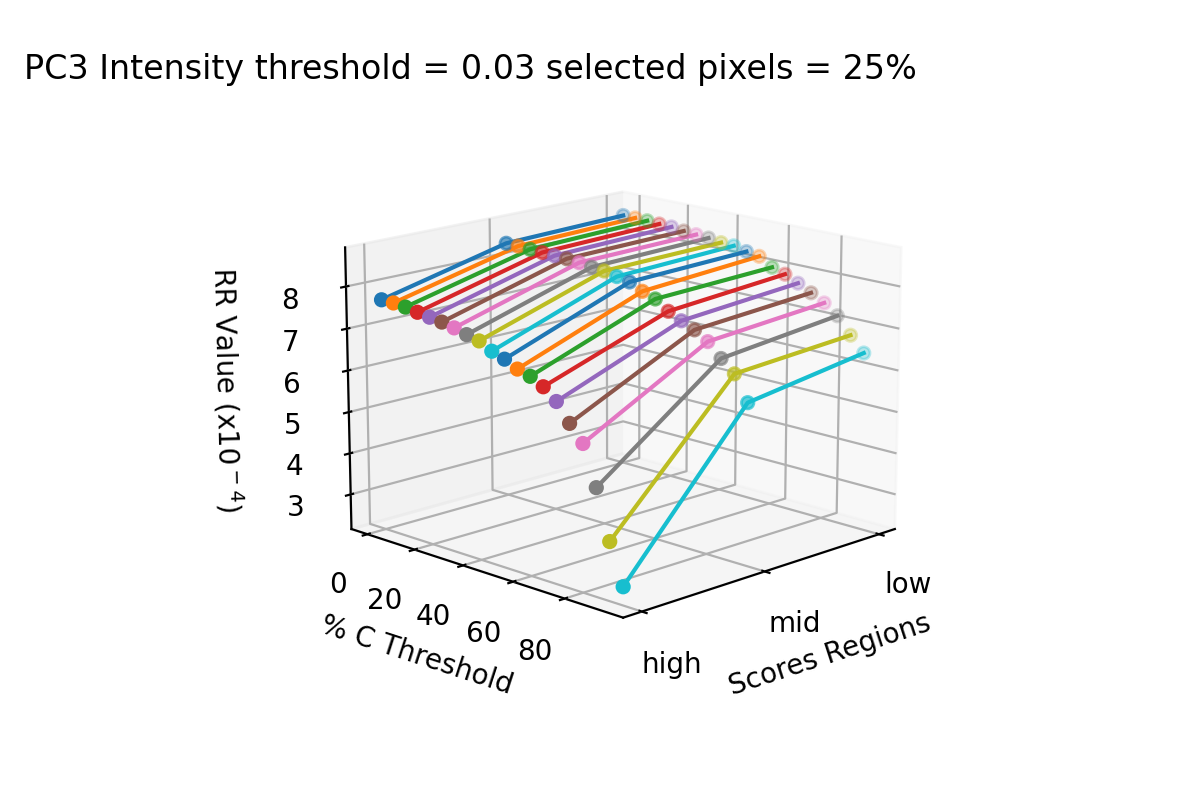 PC3 Intensity threshold = 0.03 selected pixels = 25%
RR Value (x10⁻⁴)
8
7
6
5
4
3
0
20
40
60
80
% C Threshold
high
mid
low
Scores Regions